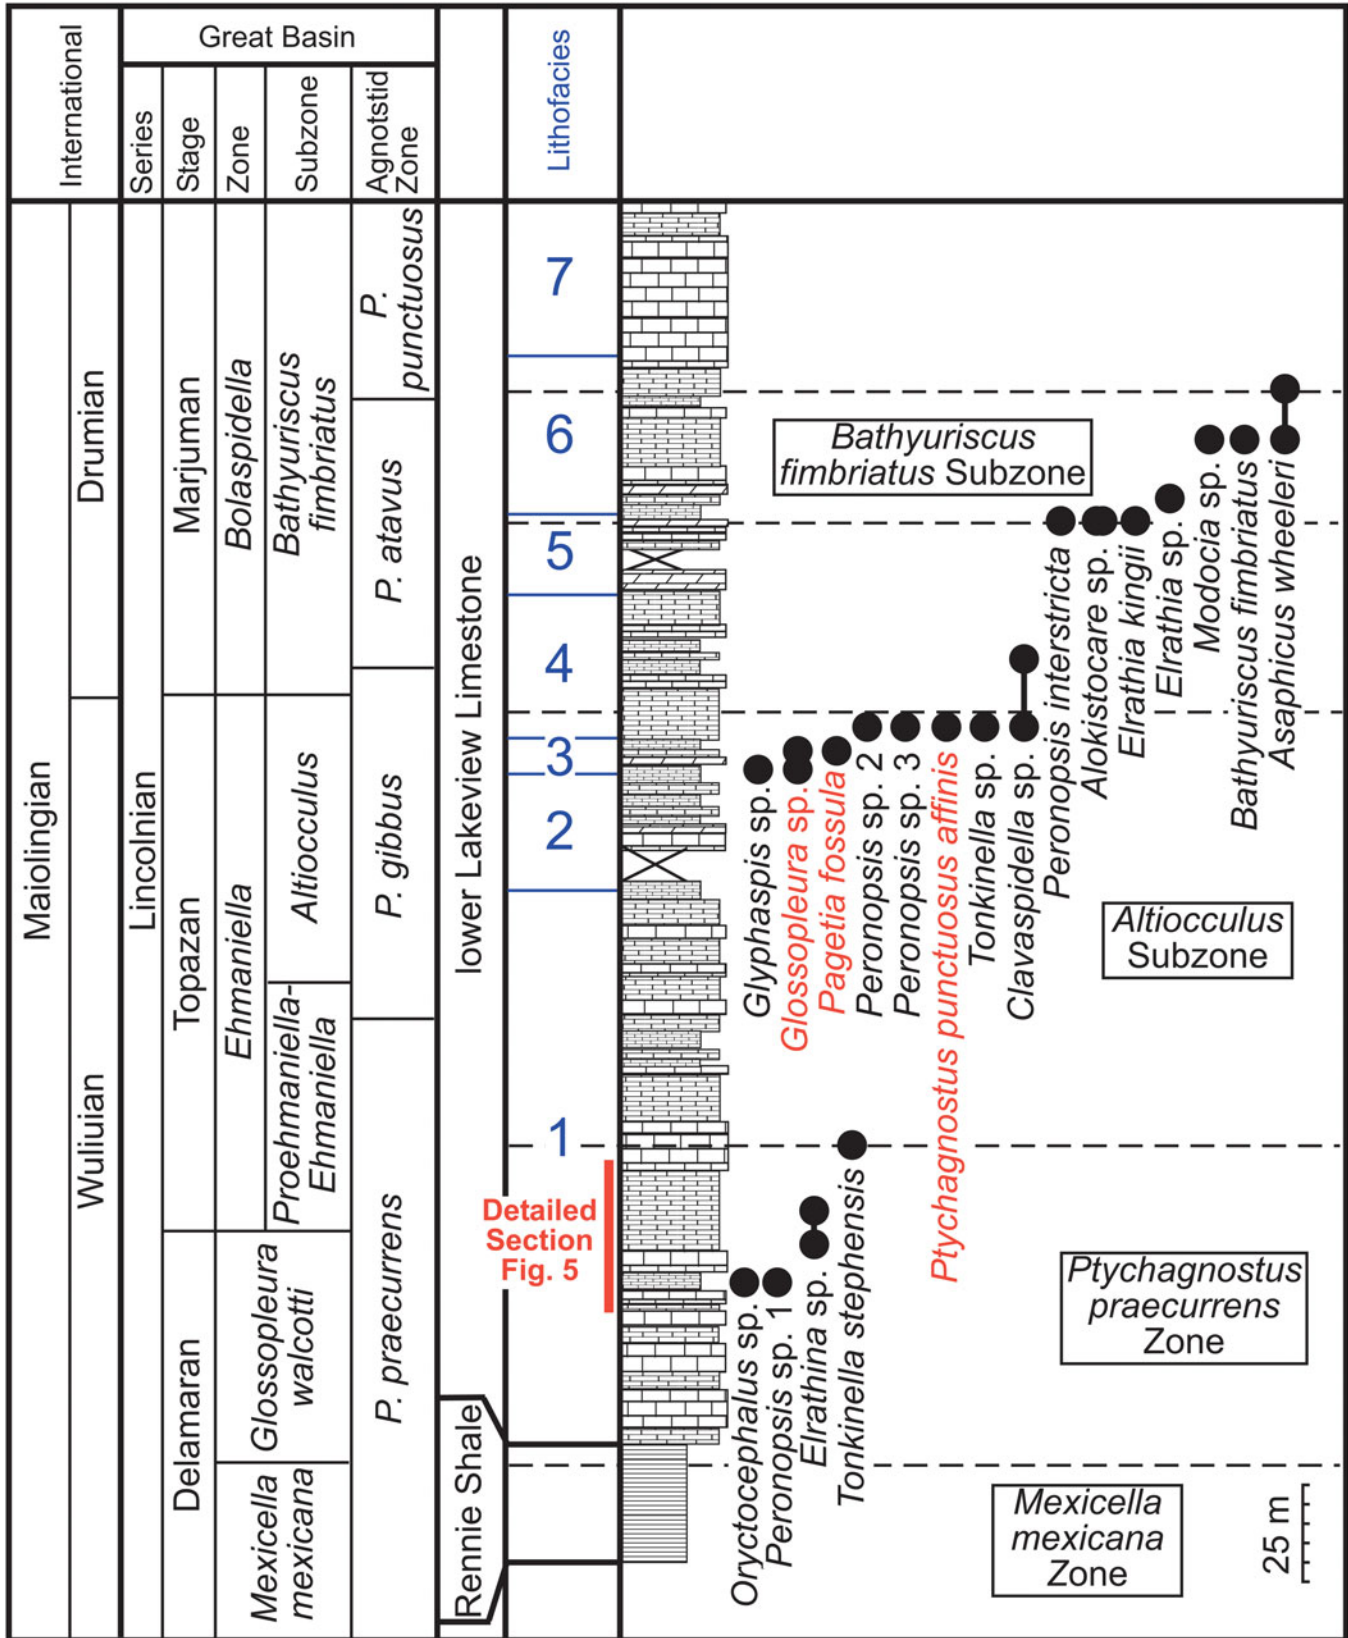 International
Great Basin
Series
Stage
Zone
Subzone
Agnotstid
Zone
Lithofacies
Maiolingian
Drumian
Wuliuian
Lincolnian
Marjuman
Topazan
Delamaran
Bolaspidella
Ehmaniella
Bathyuriscus
fimbriatus
Altiocculus
Proehmaniella-
Ehmaniella
Glossopleura
walcotti
Mexicella
mexicana
P.
punctuosus
P. atavus
P. gibbus
P. praecurrens
lower Lakeview Limestone
Rennie Shale
7
6
5
4
3
2
1
Detailed
Section
Fig. 5
Oryctocephalus sp.
Peronopsis sp. 1
Elrathina sp.
Tonkinella stephensis
Glyphaspis sp.
Glossopleura sp.
Pagetia fossula
Peronopsis sp. 2
Peronopsis sp. 3
Ptychagnostus punctuosus affinis
Tonkinella sp.
Clavaspidella sp.
Peronopsis interstricta
Alokistocare sp.
Elrathia kingii
Elrathia sp.
Modocia sp.
Bathyuriscus fimbriatus
Asaphicus wheeleri
Bathyuriscus
fimbriatus Subzone
Altiocculus
Subzone
Ptychagnostus
praecurrens
Zone
Mexicella
mexicana
Zone
25 m